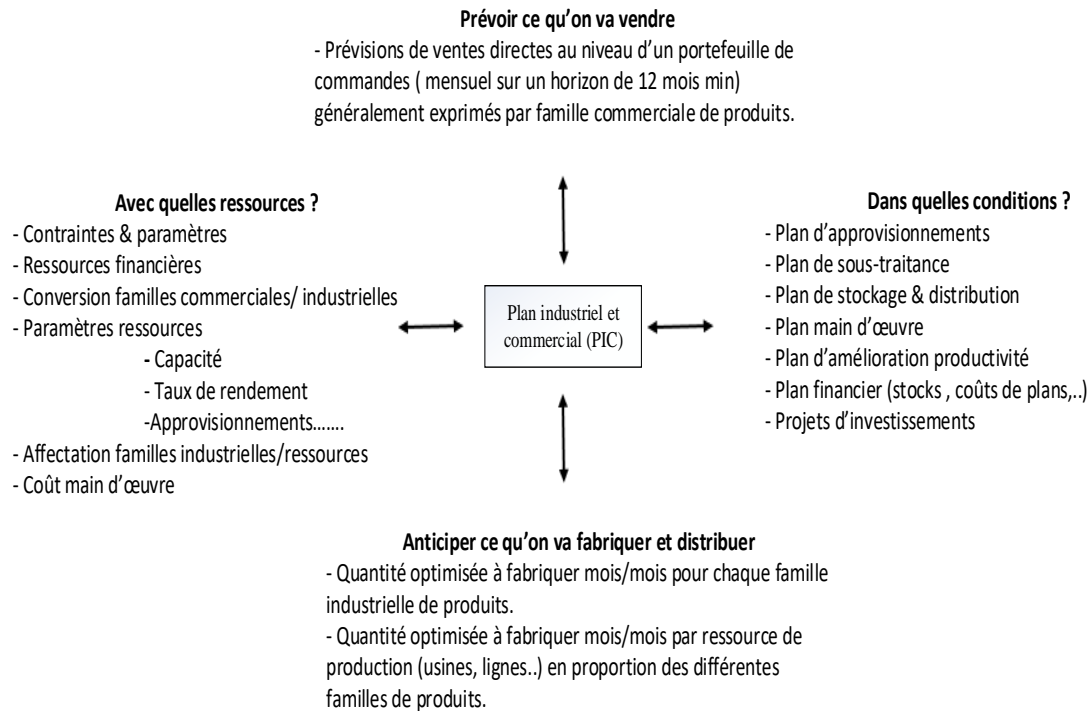 Prévoir ce qu’on va vendre
- Prévisions de ventes directes au niveau d’un portefeuille de
commandes ( mensuel sur un horizon de 12 mois min)
généralement exprimés par famille commerciale de produits.
Avec quelles ressources ?
- Contraintes & paramètres
- Ressources financières
- Conversion familles commerciales/ industrielles
- Paramètres ressources
- Capacité
- Taux de rendement
-Approvisionnements.......
- Affectation familles industrielles/ressources
- Coût main d’œuvre
Plan industriel et
commercial (PIC)
Dans quelles conditions ?
- Plan d’approvisionnements
- Plan de sous-traitance
- Plan de stockage & distribution
- Plan main d’œuvre
- Plan d’amélioration productivité
- Plan financier (stocks , coûts de plans,..)
- Projets d’investissements
Anticiper ce qu’on va fabriquer et distribuer
- Quantité optimisée à fabriquer mois/mois pour chaque famille
industrielle de produits.
- Quantité optimisée à fabriquer mois/mois par ressource de
production (usines, lignes..) en proportion des différentes
familles de produits.